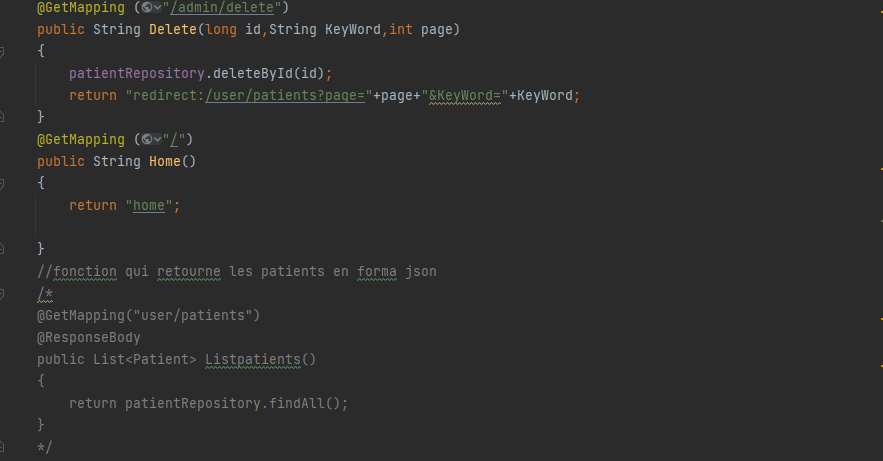 @GetMapping ("/admin/delete")
public String Delete(long id,String KeyWord,int page)
{
patientRepository.deleteById(id);
return "redirect:/user/patients?page="+page+"&KeyWord="+KeyWord;
}
@GetMapping ("/")
public String Home()
{
return "home";
}
//fonction qui retourne les patients en forma json
/*
@GetMapping("user/patients")
@ResponseBody
public List<Patient> Listpatients()
{
return patientRepository.findAll();
}
*/